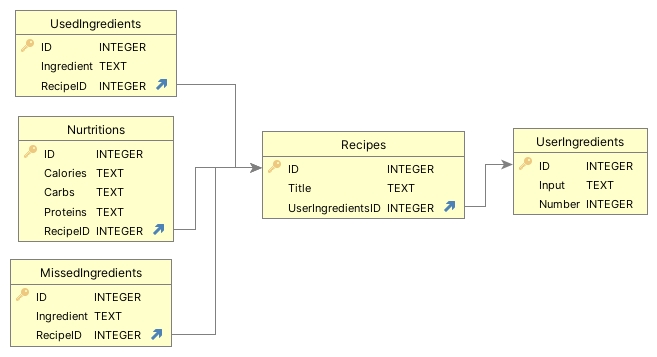 UsedIngredients
ID INTEGER
Ingredient TEXT
RecipeID INTEGER
Nurtritions
ID INTEGER
Calories TEXT
Carbs TEXT
Proteins TEXT
RecipeID INTEGER
MissedIngredients
ID INTEGER
Ingredient TEXT
RecipeID INTEGER
Recipes
ID INTEGER
Title TEXT
UserIngredientsID INTEGER
UserIngredients
ID INTEGER
Input TEXT
Number INTEGER